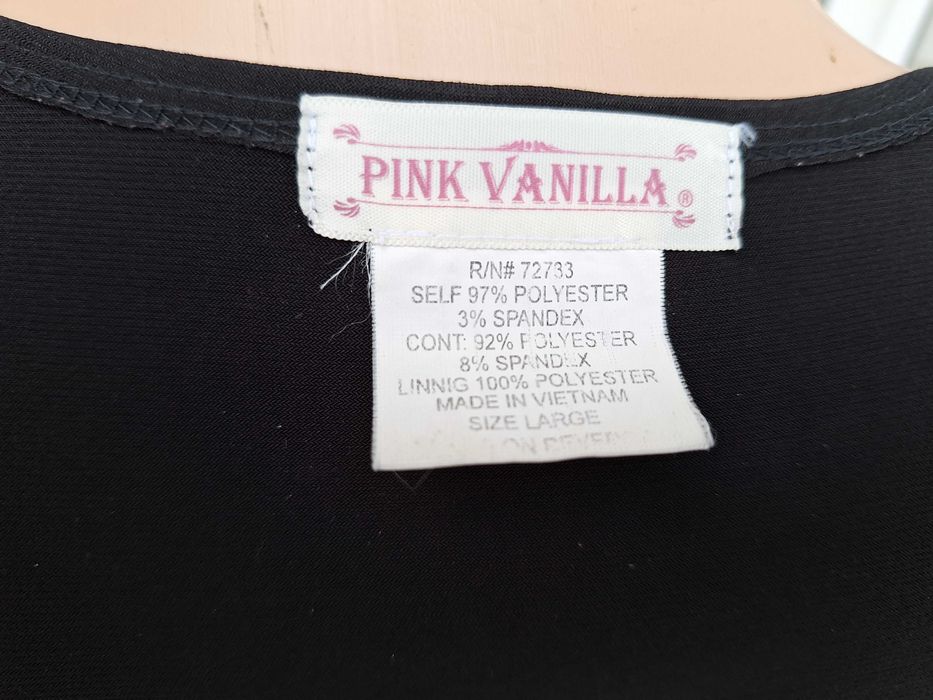 PINK VANILLA ®
R/N# 72733
SELF 97% POLYESTER
3% SPANDEX
CONT: 92% POLYESTER
8% SPANDEX
LINNIG 100% POLYESTER
MADE IN VIETNAM
SIZE LARGE
ON